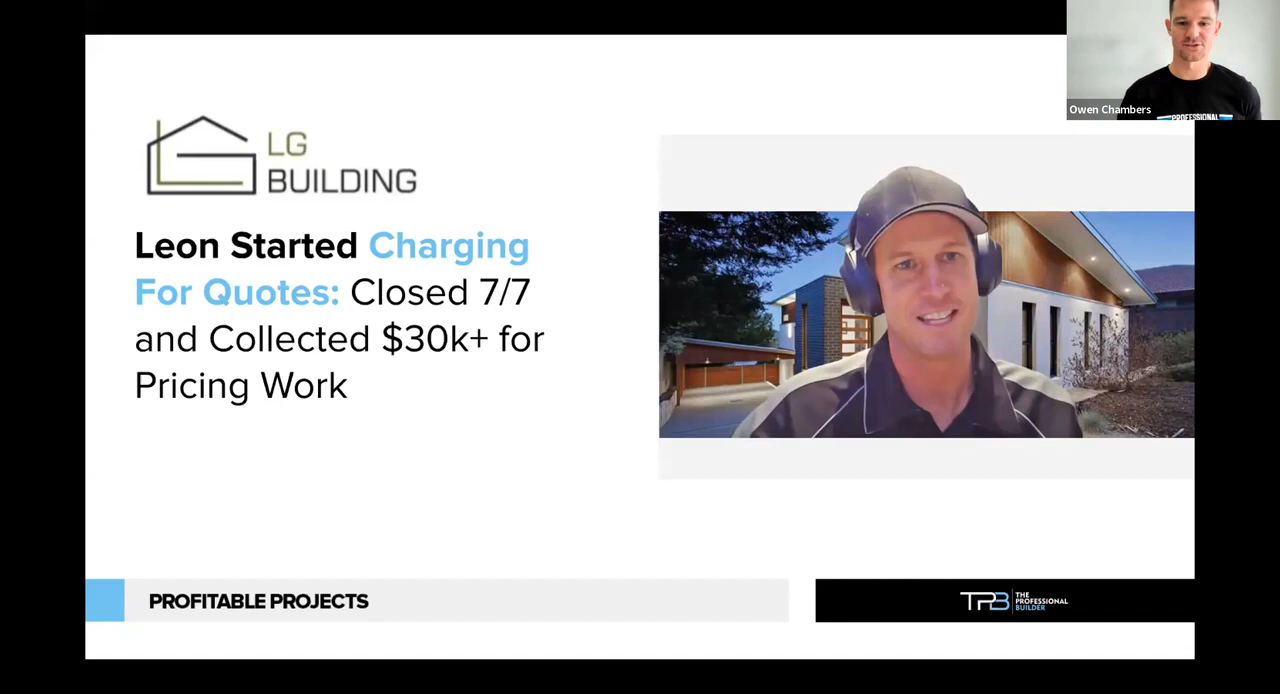 Owen Chambers
PROFESSIONAL
LG
BUILDING
Leon Started Charging
For Quotes: Closed 7/7
and Collected $30k+ for
Pricing Work
PROFITABLE PROJECTS
TPB THE
PROFESSIONAL
BUILDER